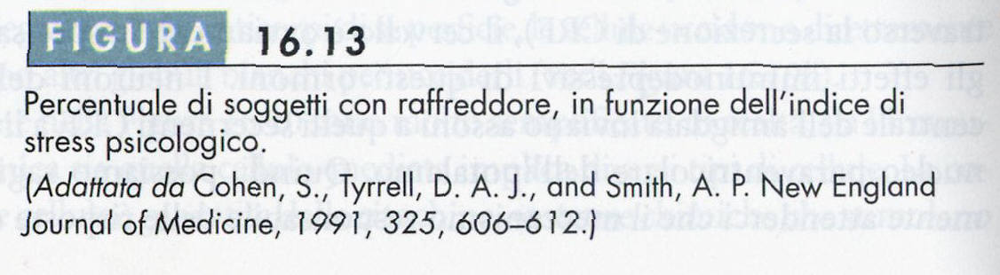 FIGURA 16.13
Percentuale di soggetti con raffreddore, in funzione dell'indice di
stress psicologico.
(Adattata da Cohen, S., Tyrrell, D. A. J., and Smith, A. P. New England
Journal of Medicine, 1991, 325, 606–612.)